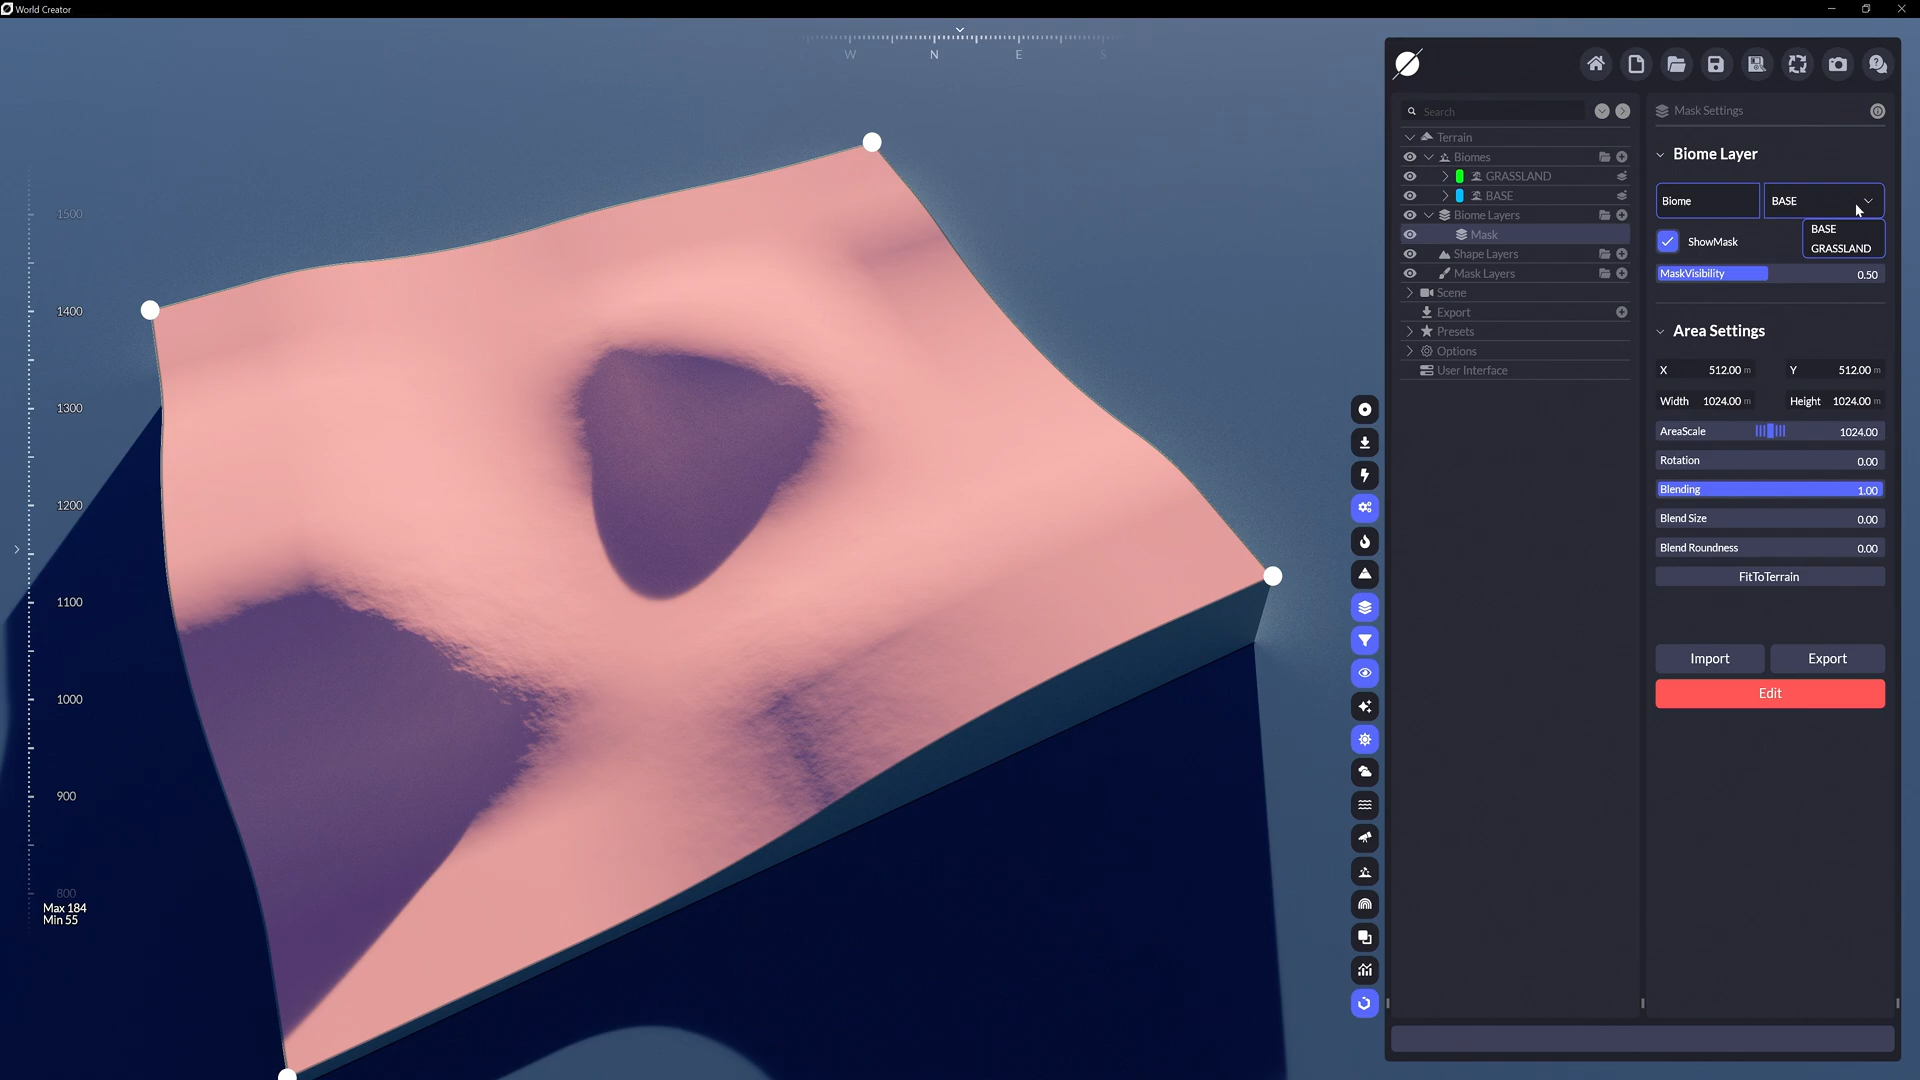 World Creator
W N E S
1500
1400
1300
1200
1100
1000
900
800
Max 184
Min 55
Search
Terrain
Biomes
GRASSLAND
BASE
Biome Layers
Mask
Shape Layers
Mask Layers
Scene
Export
Presets
Options
User Interface
Mask Settings
Biome Layer
Biome BASE
BASE
GRASSLAND
ShowMask
MaskVisibility 0.50
Area Settings
X 512.00 m Y 512.00 m
Width 1024.00 m Height 1024.00 m
AreaScale 1024.00
Rotation 0.00
Blending 1.00
Blend Size 0.00
Blend Roundness 0.00
FitToTerrain
Import Export
Edit